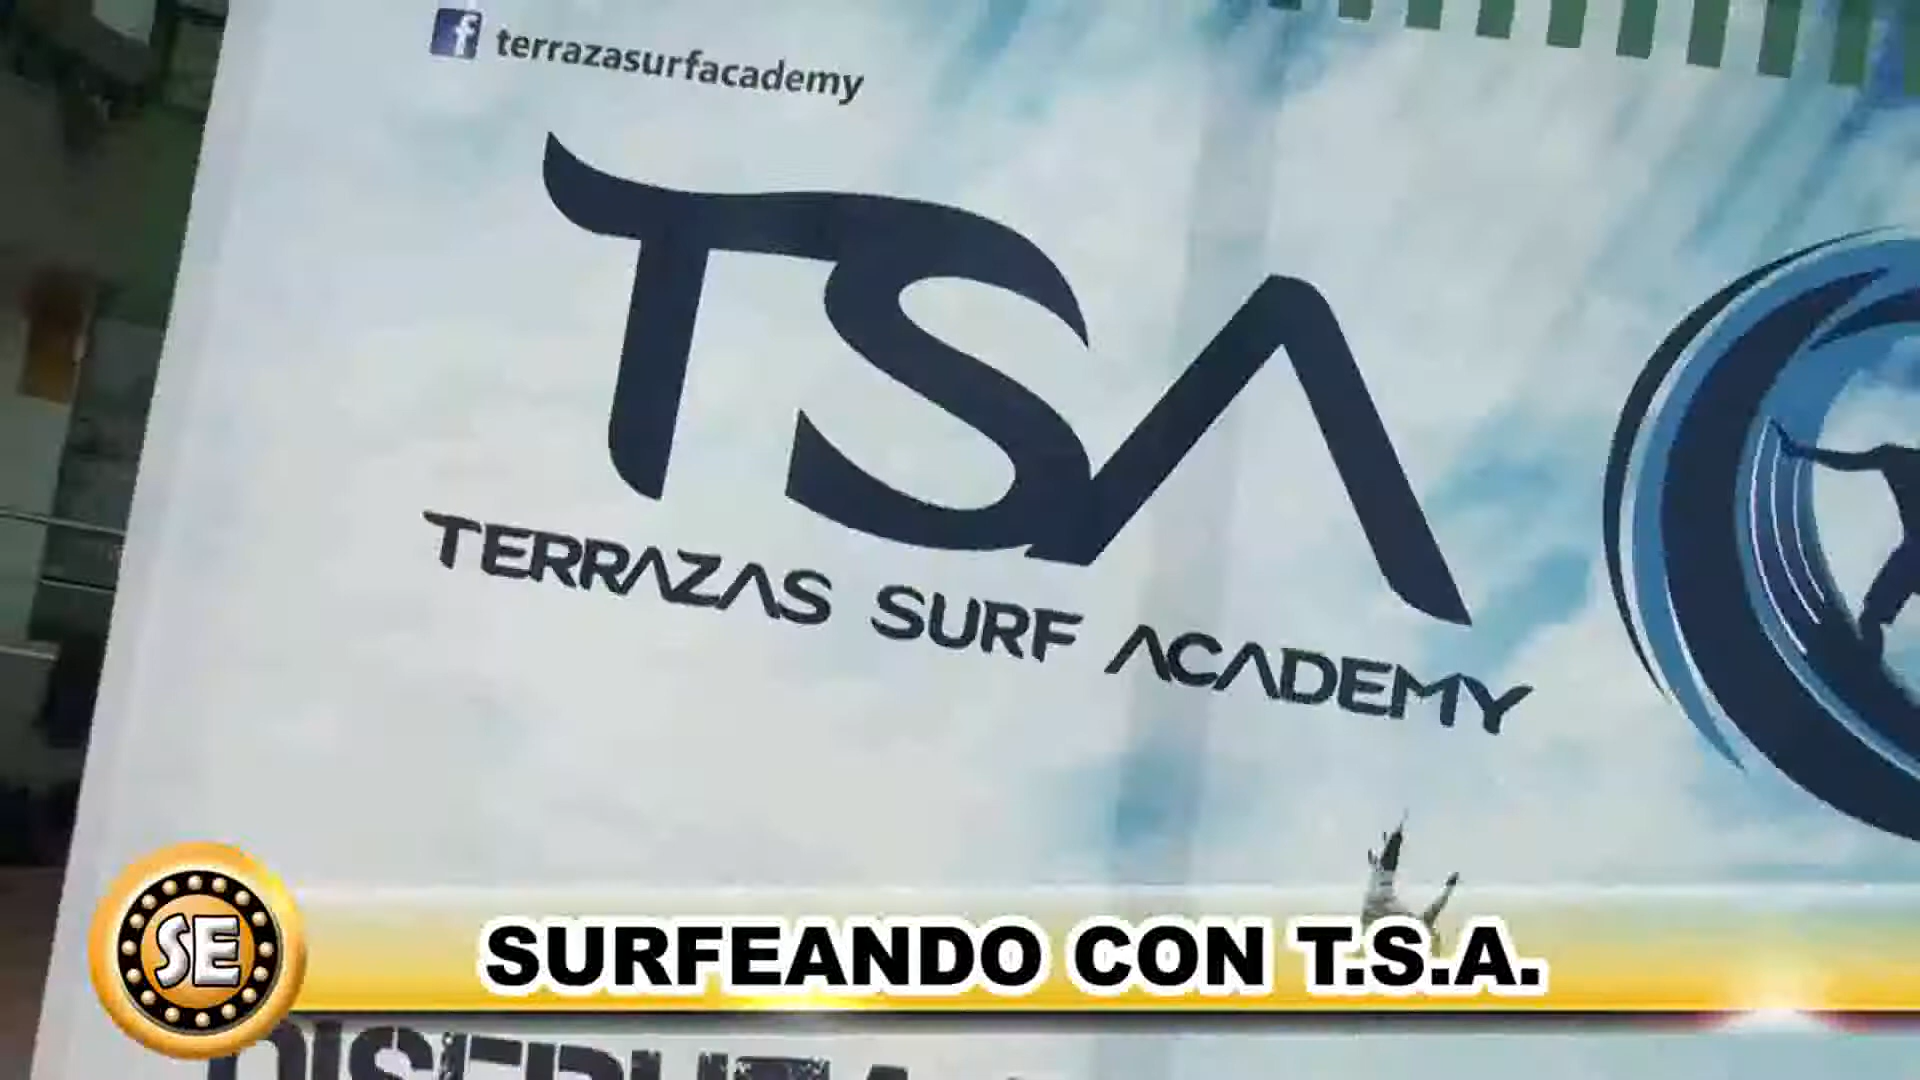 f terrazasurfacademy
TSA
TERRAZAS SURF ACADEMY
SE
SURFEANDO CON T.S.A.